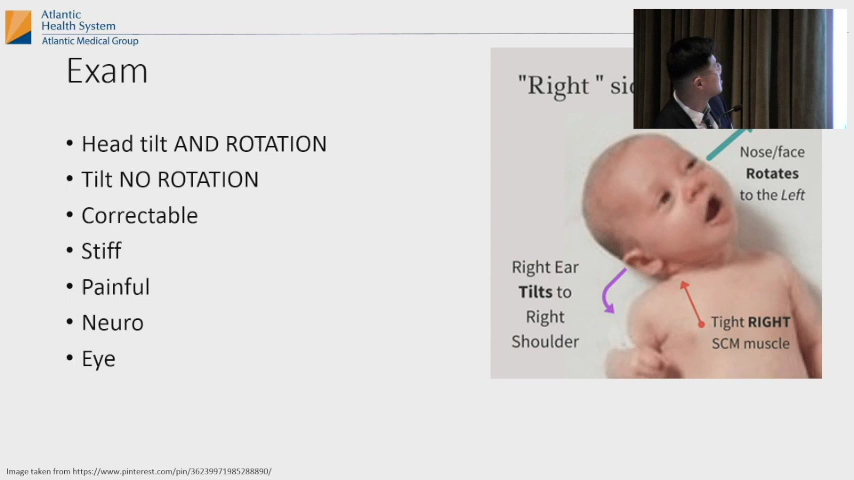 Atlantic
Health System
Atlantic Medical Group
Exam
• Head tilt AND ROTATION
• Tilt NO ROTATION
• Correctable
• Stiff
• Painful
• Neuro
• Eye
"Right "
Nose/face
Rotates
to the Left
Right Ear
Tilts to
Right
Shoulder
Tight RIGHT
SCM muscle
Image taken from https://www.pinterest.com/pin/36239971985288890/